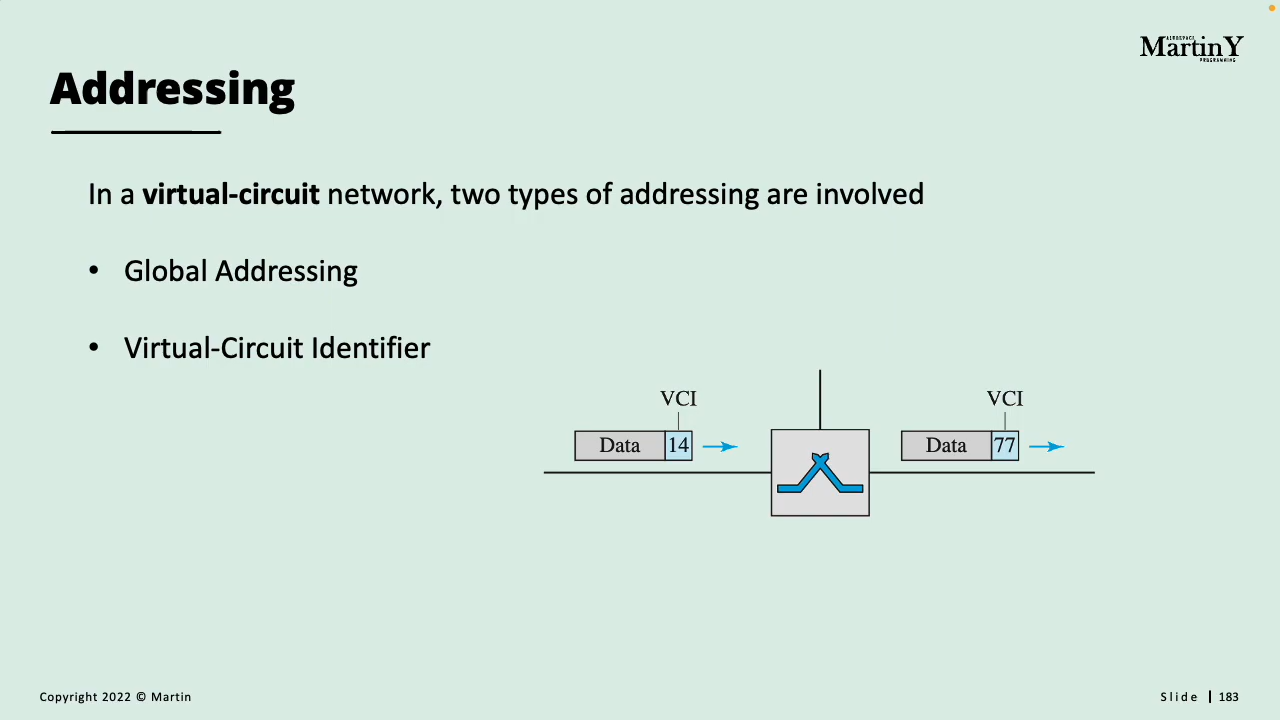 AEROSPACE
MartinY
PROGRAMMING
Addressing
In a virtual-circuit network, two types of addressing are involved
• Global Addressing
• Virtual-Circuit Identifier
VCI VCI
Data 14 Data 77
Copyright 2022 © Martin
Slide | 183